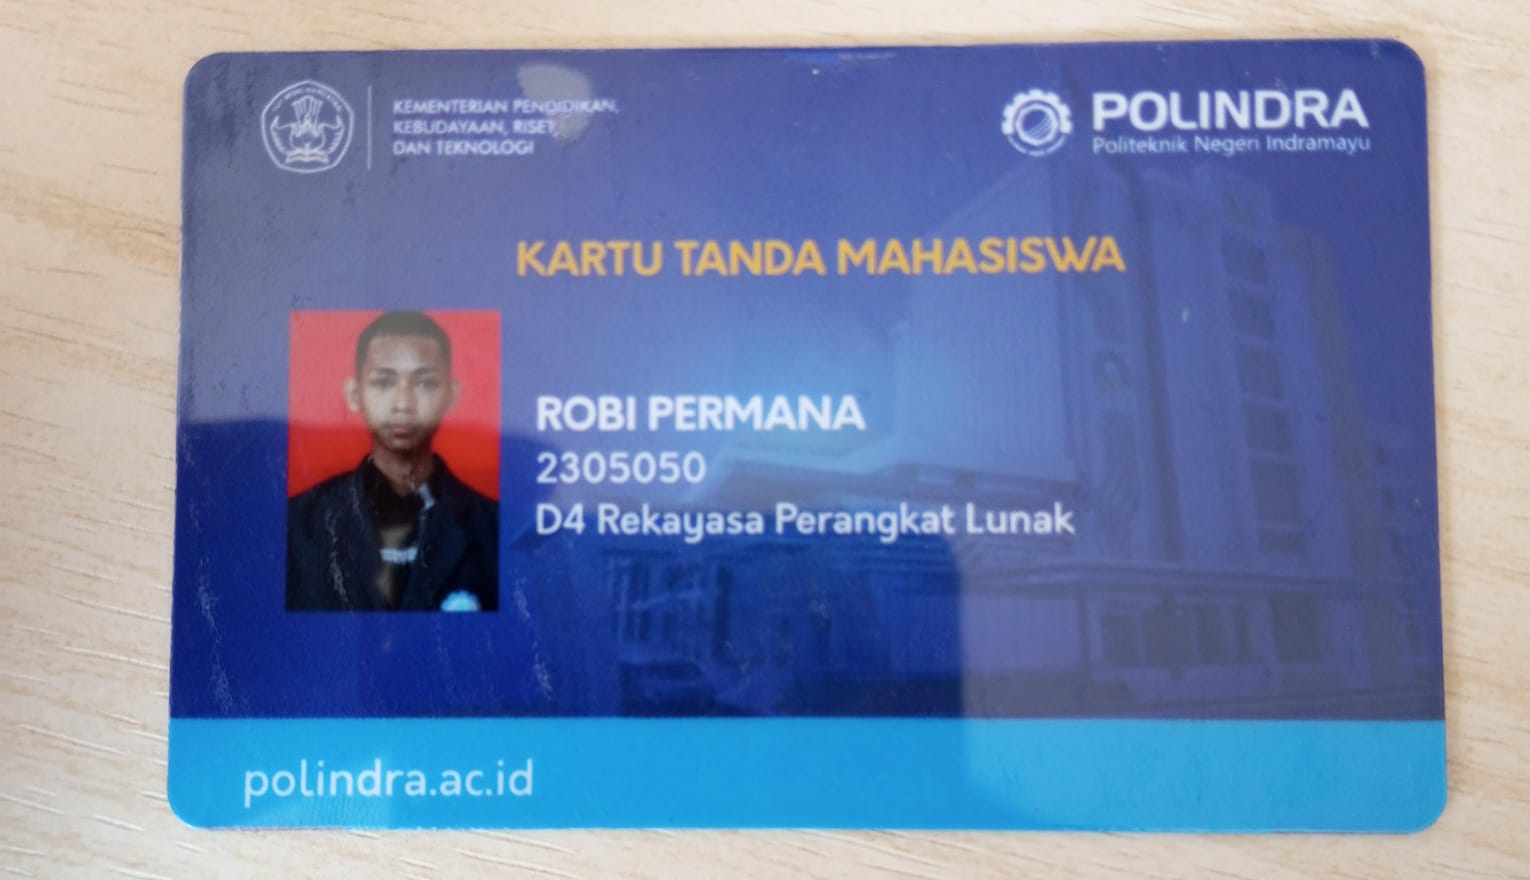 KEMENTERIAN PENDIDIKAN,
KEBUDAYAAN, RISET,
DAN TEKNOLOGI
POLINDRA
Politeknik Negeri Indramayu
KARTU TANDA MAHASISWA
ROBI PERMANA
2305050
D4 Rekayasa Perangkat Lunak
polindra.ac.id